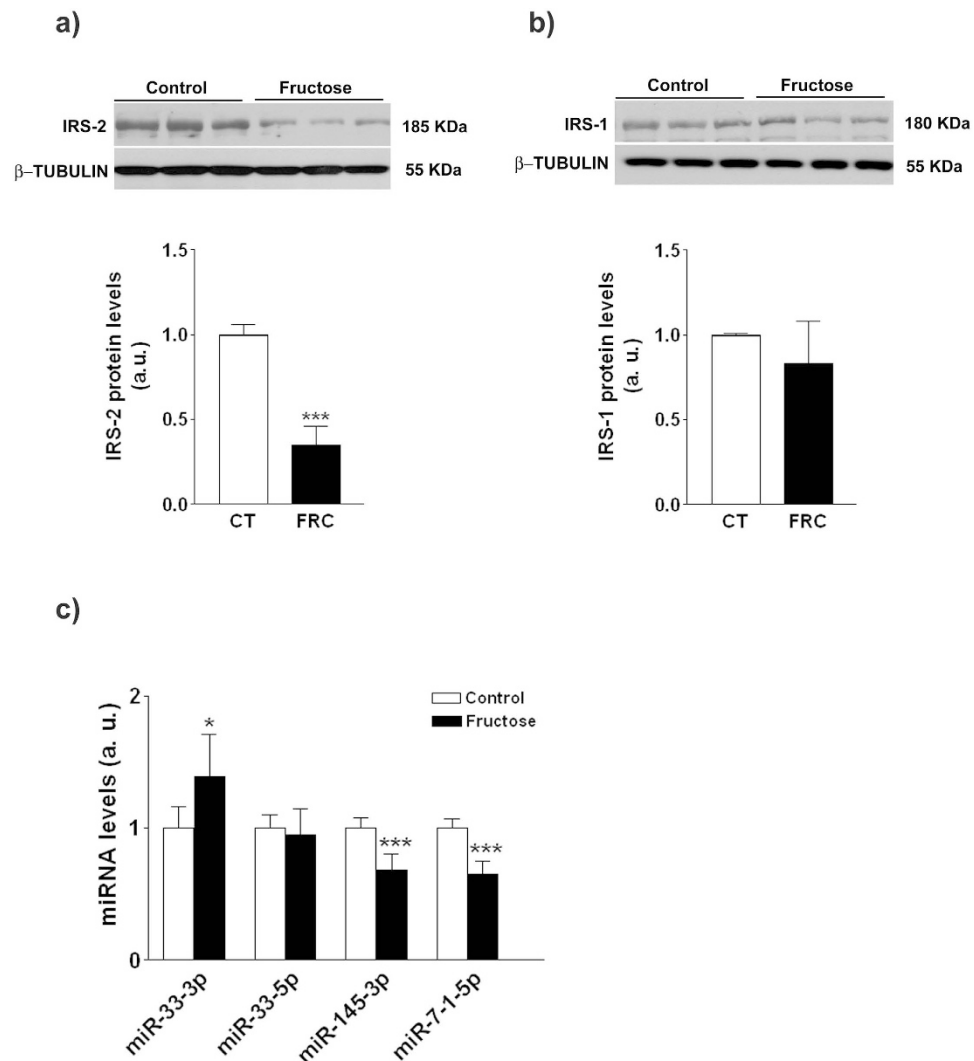 a)
Control Fructose
IRS-2 185 KDa
β–TUBULIN 55 KDa
IRS-2 protein levels
(a.u.)
1.5
1.0
0.5
0.0
***
CT FRC
b)
Control Fructose
IRS-1 180 KDa
β–TUBULIN 55 KDa
IRS-1 protein levels
(a. u.)
1.5
1.0
0.5
0.0
CT FRC
c)
miRNA levels (a. u.)
2
1
0
Control
Fructose
*
***
***
miR-33-3p
miR-33-5p
miR-145-3p
miR-7-1-5p